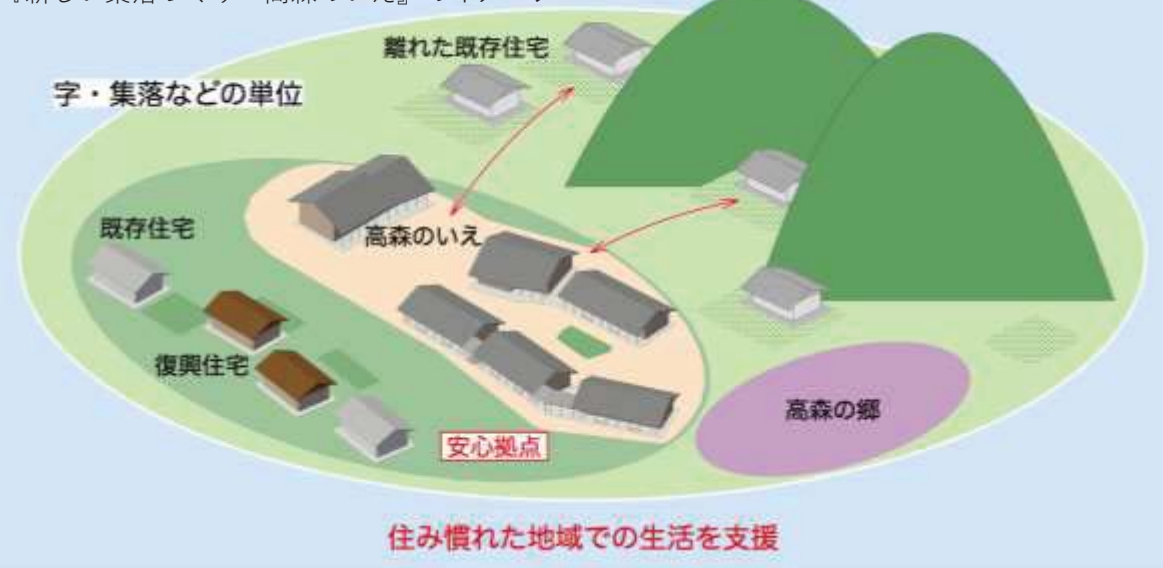 離れた既存住宅
字・集落などの単位
既存住宅
高森のいえ
復興住宅
高森の郷
安心拠点
住み慣れた地域での生活を支援